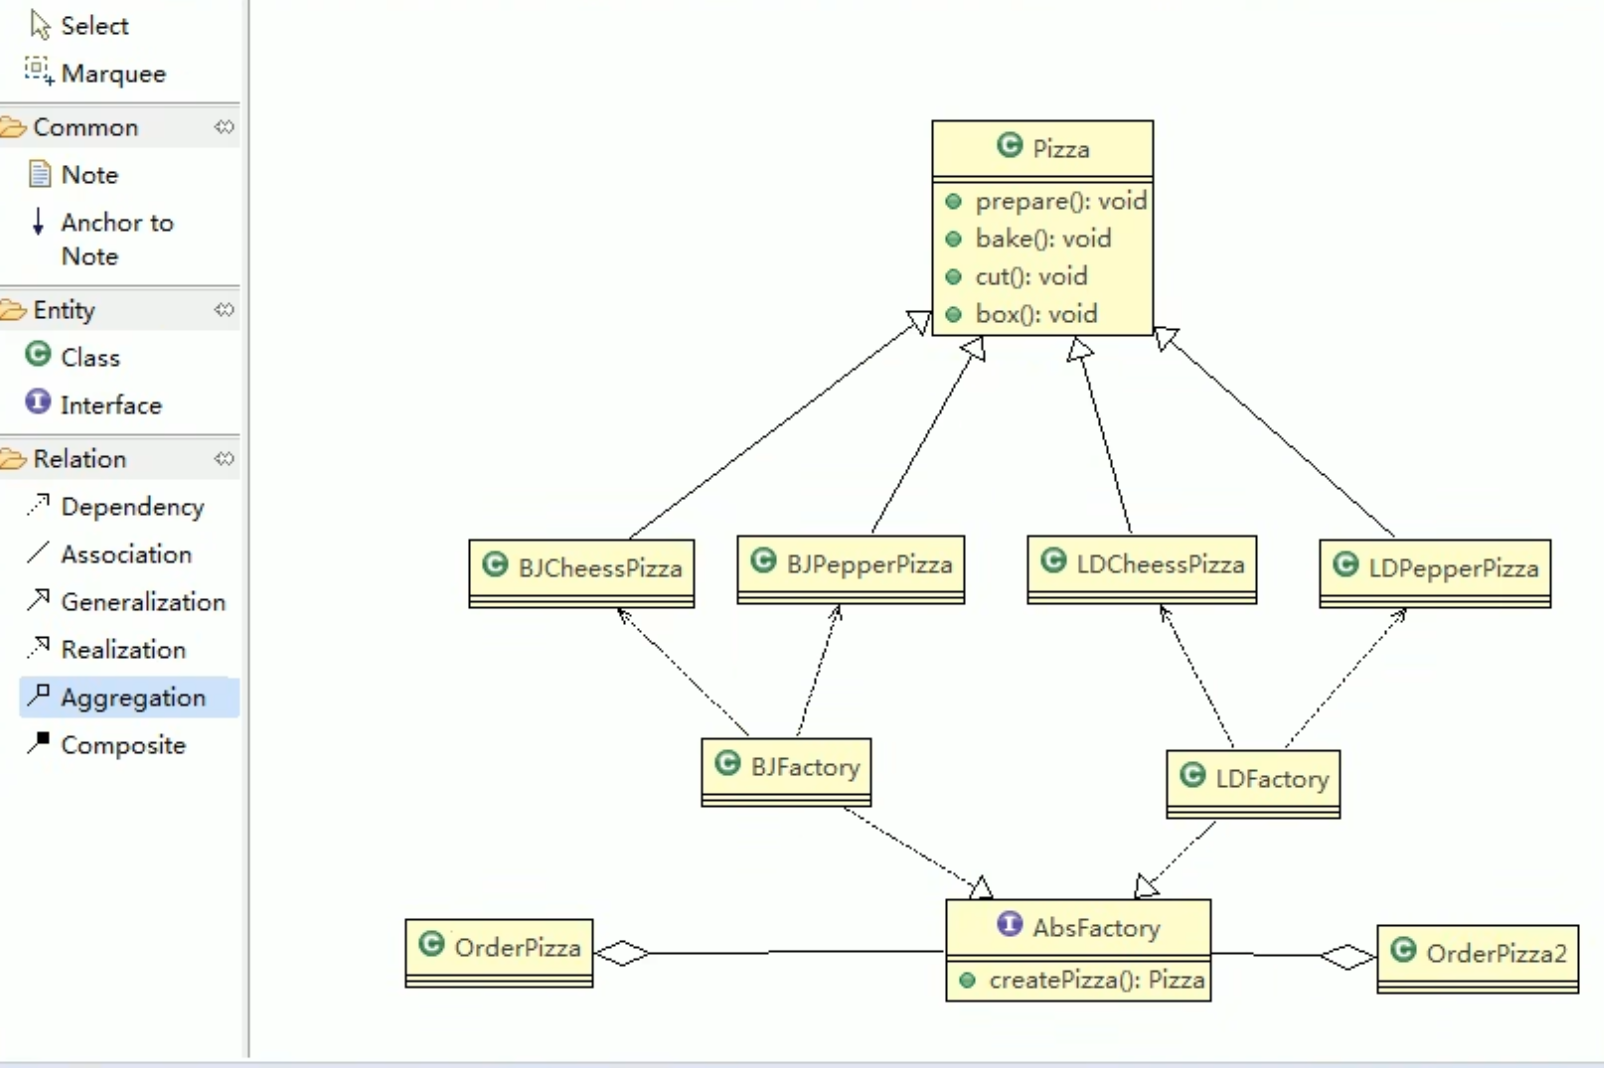 Select
Marquee
Common
Note
Anchor to
Note
Entity
Class
Interface
Relation
Dependency
Association
Generalization
Realization
Aggregation
Composite
C Pizza
prepare(): void
bake(): void
cut(): void
box(): void
C BJCheessPizza
C BJPepperPizza
C LDCheessPizza
C LDPepperPizza
C BJFactory
C LDFactory
C OrderPizza
I AbsFactory
createPizza(): Pizza
C OrderPizza2